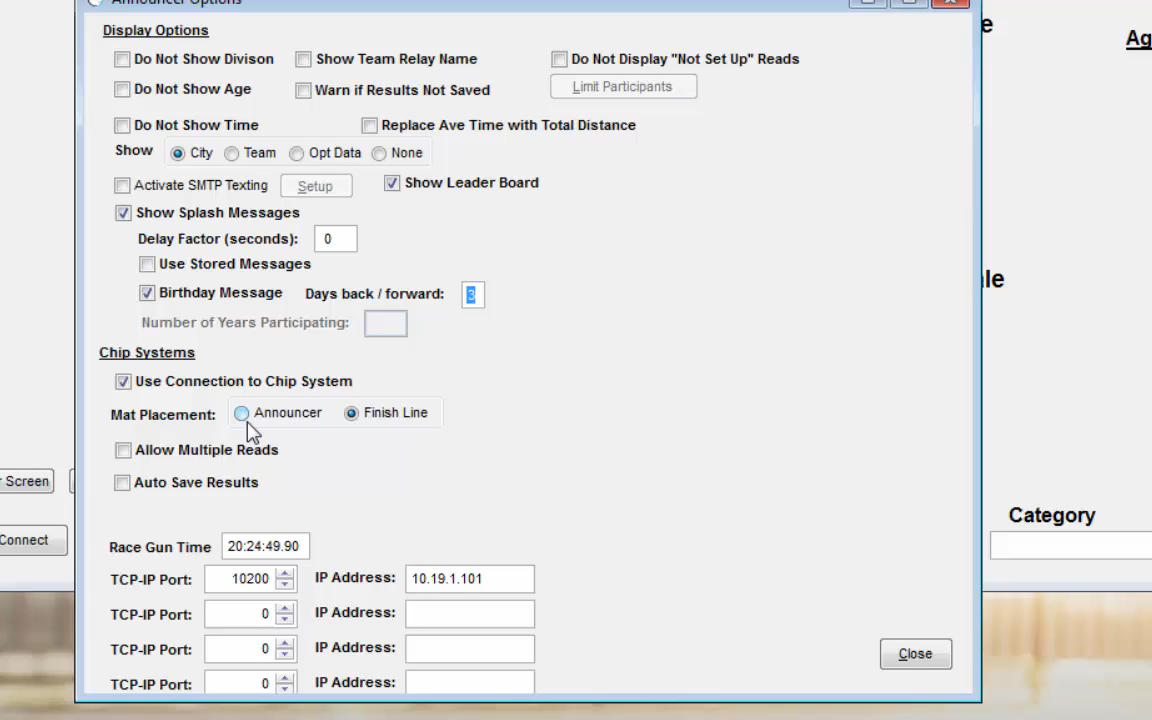 Announcer Options
Display Options
Do Not Show Divison
Show Team Relay Name
Do Not Display "Not Set Up" Reads
Do Not Show Age
Warn if Results Not Saved
Limit Participants
Do Not Show Time
Replace Ave Time with Total Distance
Show City Team Opt Data None
Activate SMTP Texting Setup
Show Leader Board
Show Splash Messages
Delay Factor (seconds): 0
Use Stored Messages
Birthday Message Days back / forward: 3
Number of Years Participating:
Chip Systems
Use Connection to Chip System
Mat Placement: Announcer Finish Line
Allow Multiple Reads
Auto Save Results
Race Gun Time 20:24:49.90
TCP-IP Port: 10200 IP Address: 10.19.1.101
TCP-IP Port: 0 IP Address:
TCP-IP Port: 0 IP Address:
TCP-IP Port: 0 IP Address:
Close
Screen
Connect
e
Ag
le
Category